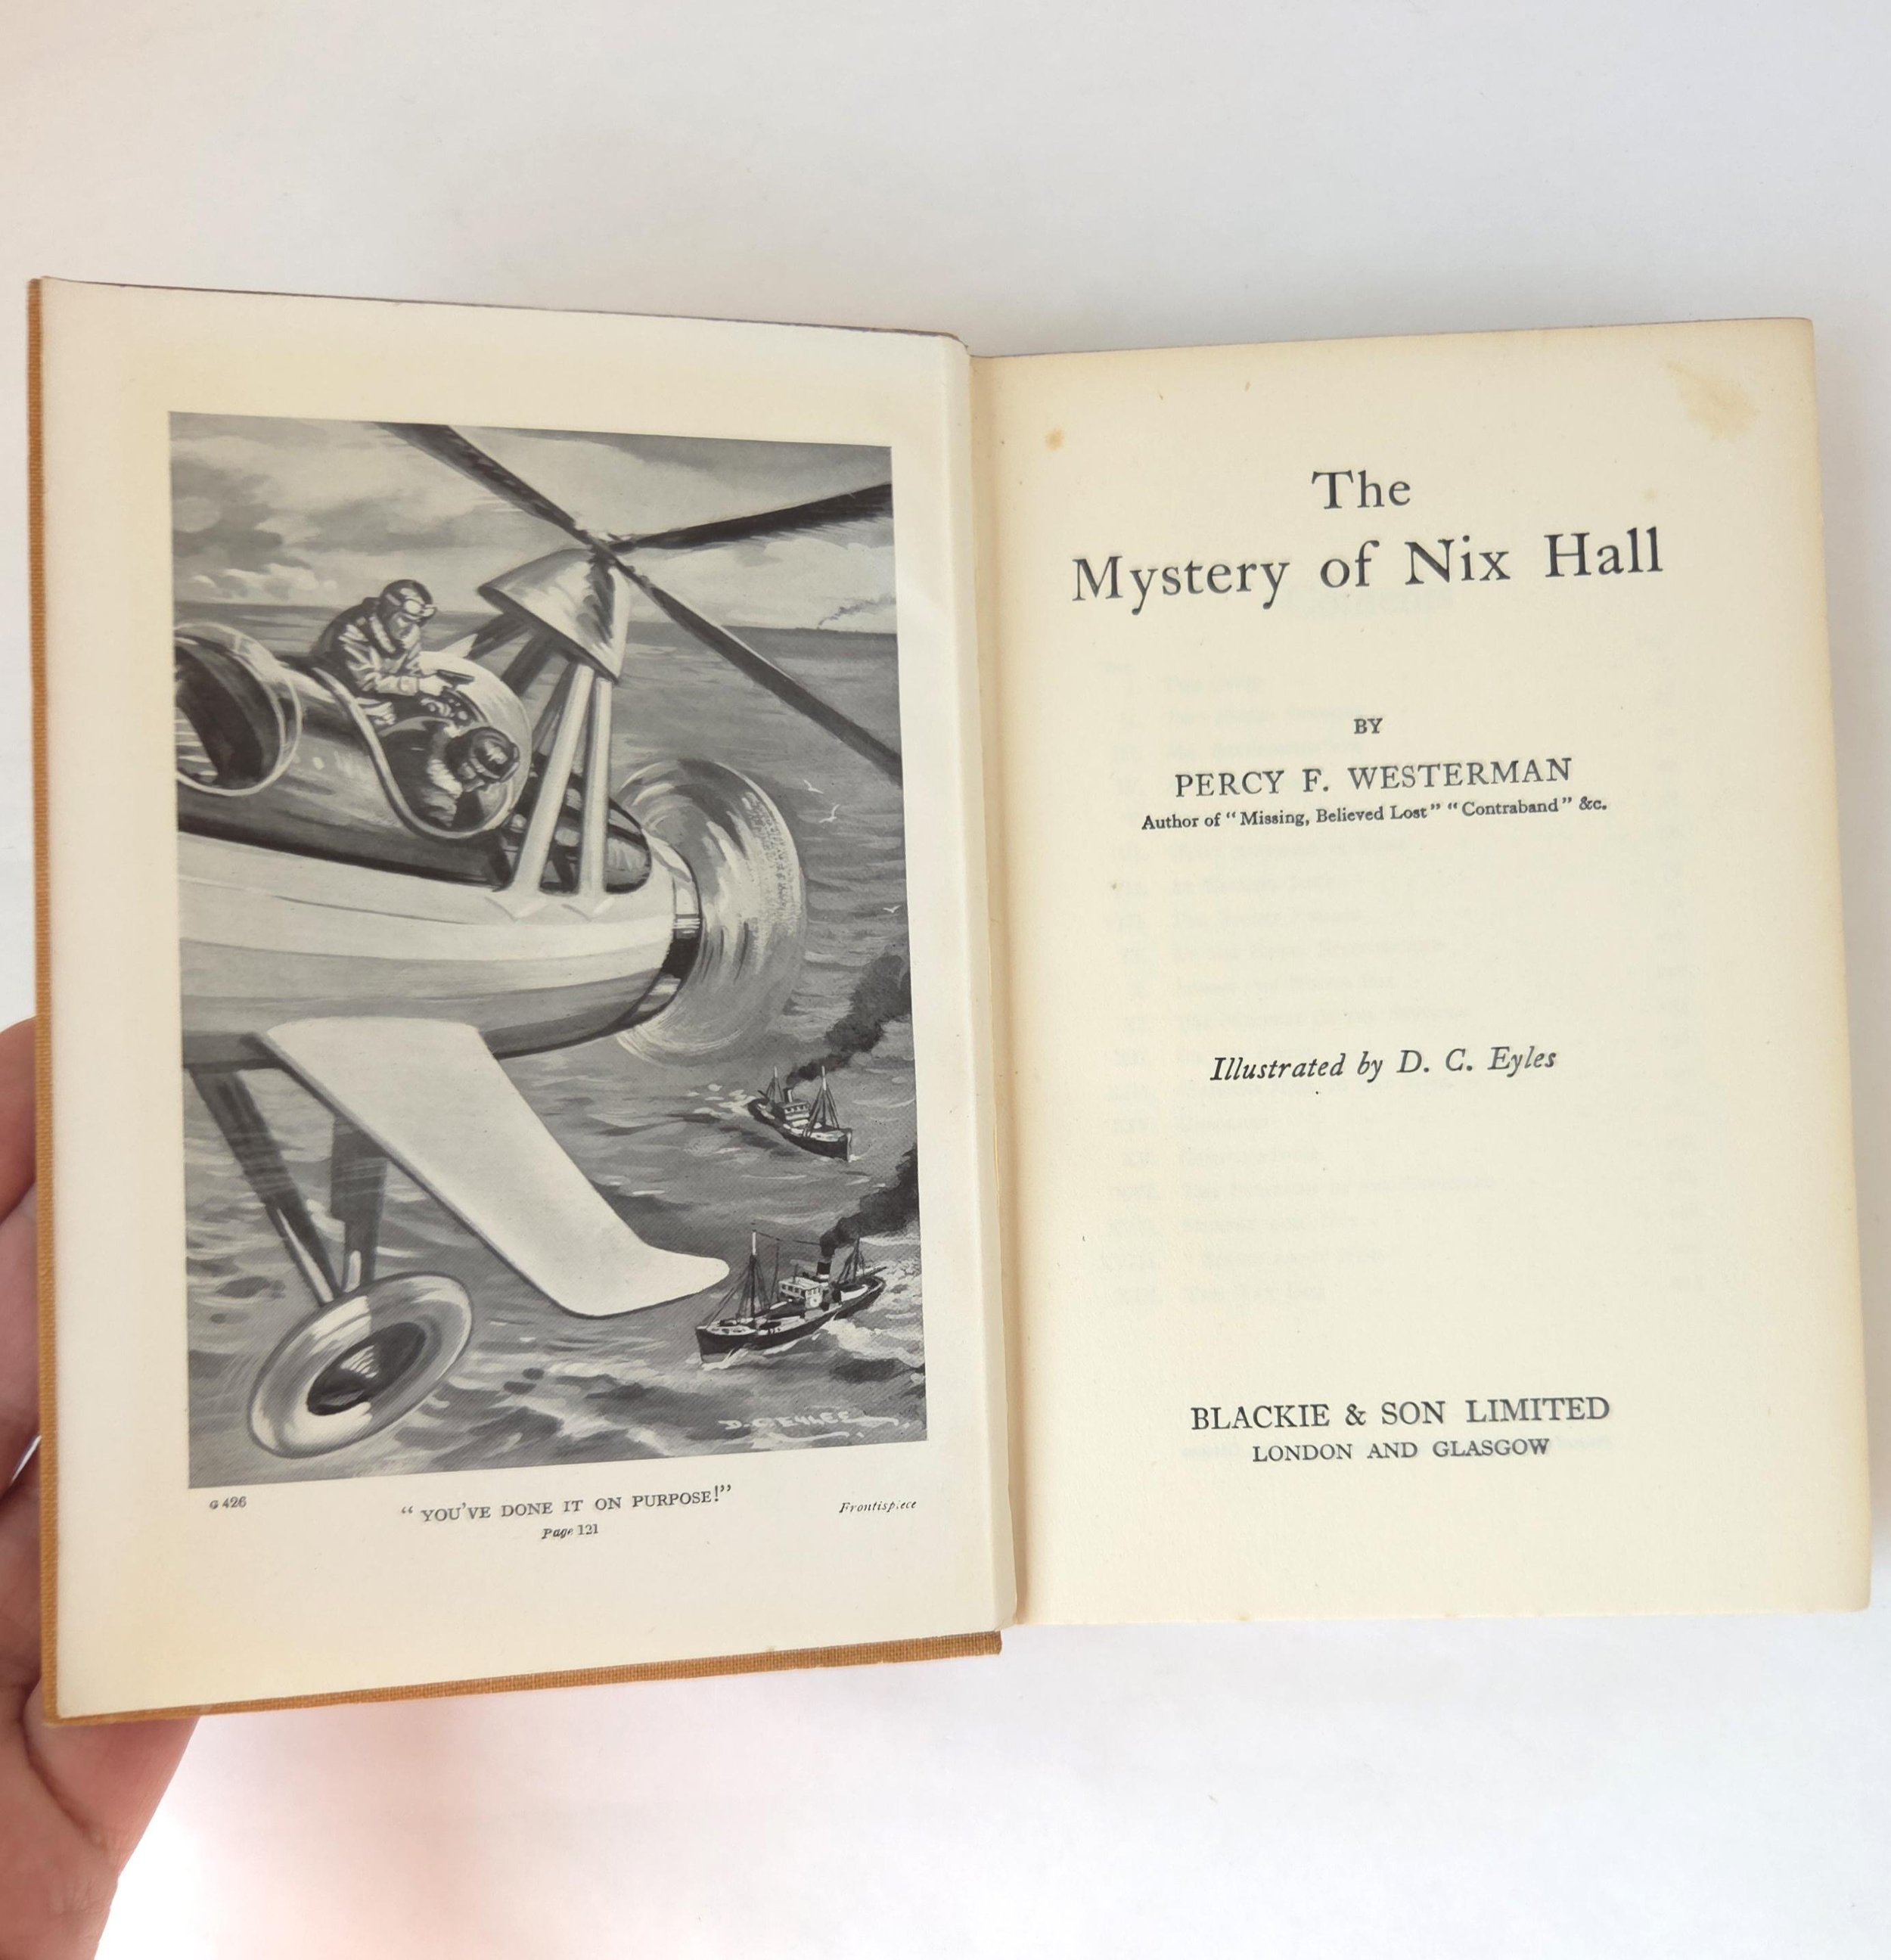 D. C. EYLES
G 426
“ YOU'VE DONE IT ON PURPOSE!”
Frontispiece
Page 121
The
Mystery of Nix Hall
BY
PERCY F. WESTERMAN
Author of “ Missing, Believed Lost ” “ Contraband ” &c.
Illustrated by D. C. Eyles
BLACKIE & SON LIMITED
LONDON AND GLASGOW